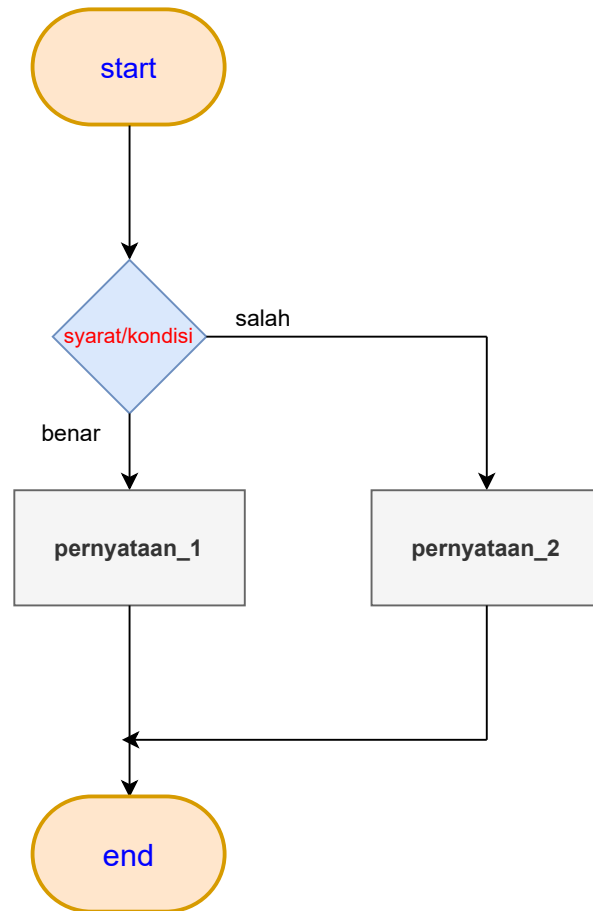 start
syarat/kondisi
salah
benar
pernyataan_1
pernyataan_2
end